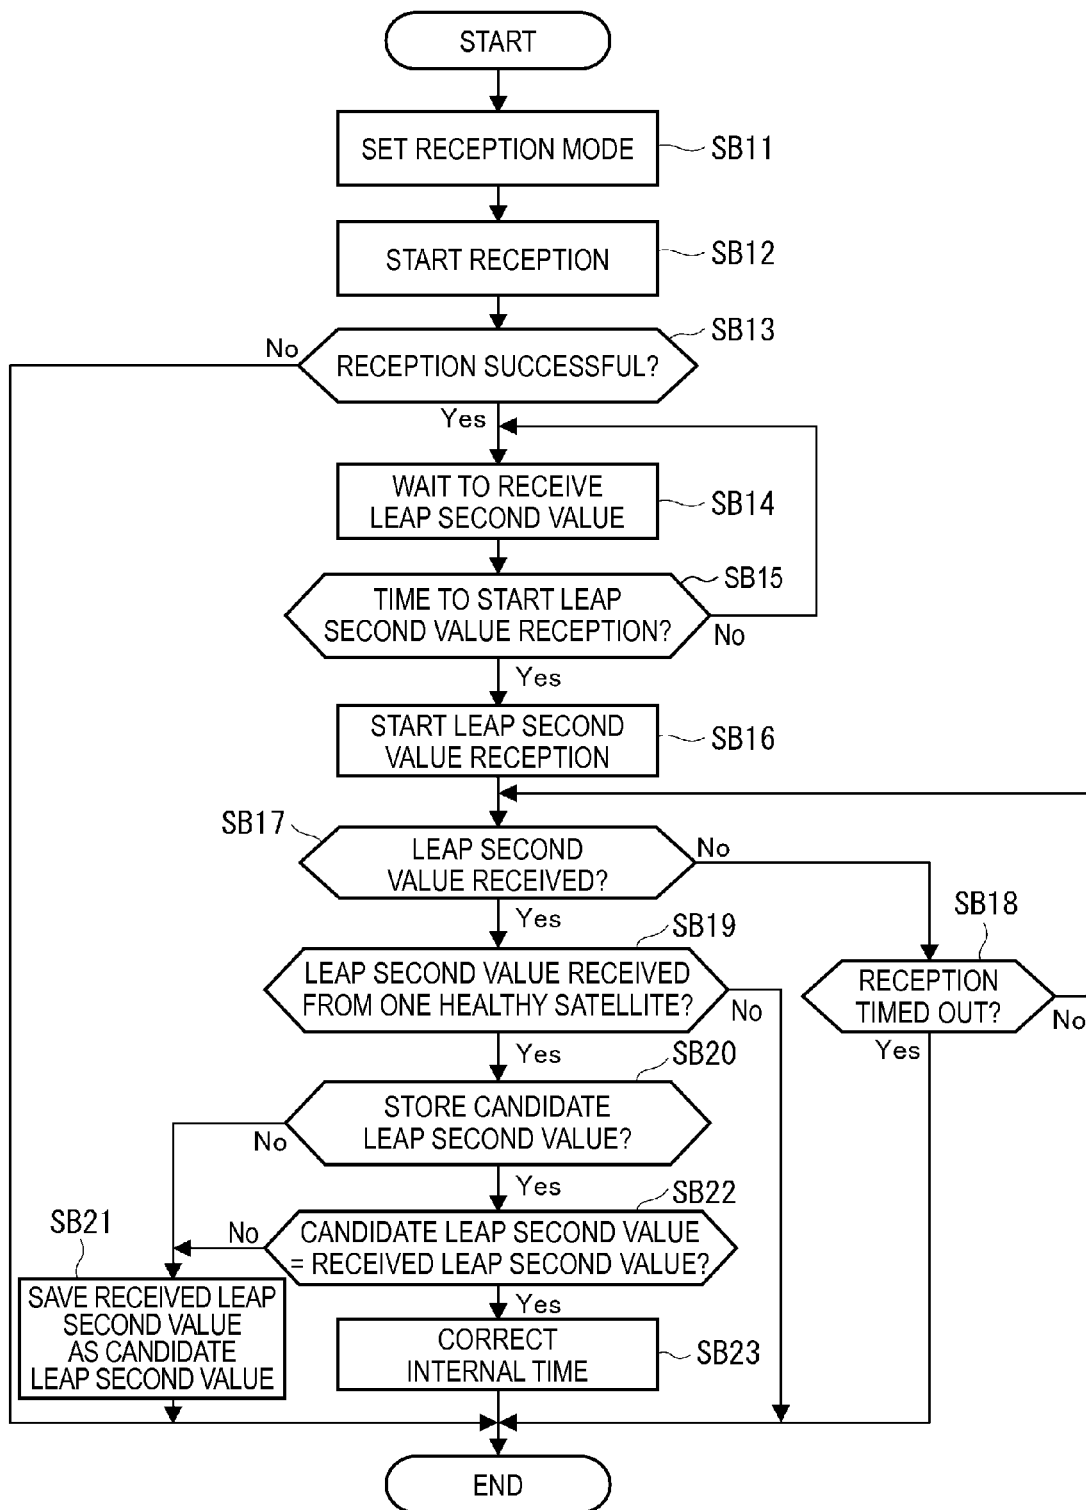 START
SET RECEPTION MODE
SB11
START RECEPTION
SB12
SB13
No
RECEPTION SUCCESSFUL?
Yes
WAIT TO RECEIVE
LEAP SECOND VALUE
SB14
SB15
TIME TO START LEAP
SECOND VALUE RECEPTION?
No
Yes
START LEAP SECOND
VALUE RECEPTION
SB16
SB17
LEAP SECOND
VALUE RECEIVED?
No
Yes
SB19
SB18
LEAP SECOND VALUE RECEIVED
FROM ONE HEALTHY SATELLITE?
No
RECEPTION
TIMED OUT?
No
Yes
Yes
SB20
STORE CANDIDATE
LEAP SECOND VALUE?
No
Yes
SB22
SB21
No
CANDIDATE LEAP SECOND VALUE
= RECEIVED LEAP SECOND VALUE?
Yes
SAVE RECEIVED LEAP
SECOND VALUE
AS CANDIDATE
LEAP SECOND VALUE
CORRECT
INTERNAL TIME
SB23
END